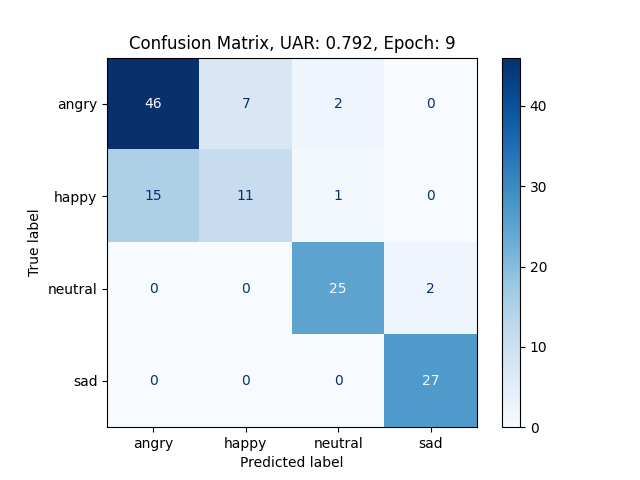 Confusion Matrix, UAR: 0.792, Epoch: 9
angry 46 7 2 0
happy 15 11 1 0
neutral 0 0 25 2
sad 0 0 0 27
angry happy neutral sad
Predicted label
True label
40
30
20
10
0